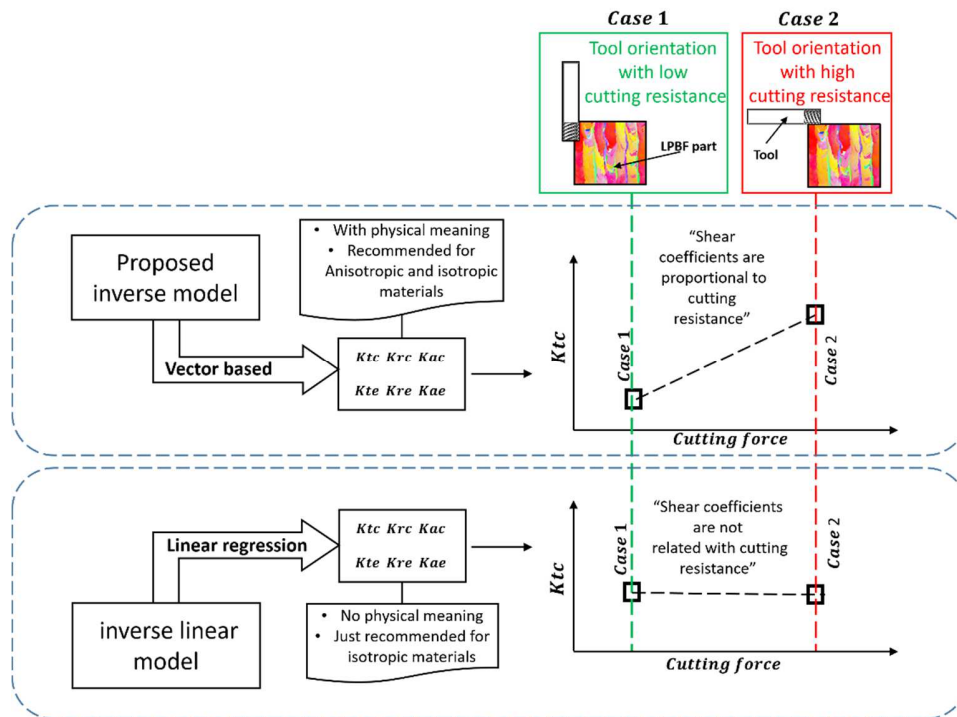 Case 1
Case 2
Tool orientation
with low
cutting resistance
LPBF part
Tool orientation
with high
cutting resistance
Tool
Proposed
inverse model
Vector based
• With physical meaning
• Recommended for
Anisotropic and isotropic
materials
Ktc Krc Kac
Kte Kre Kae
Ktc
“Shear
coefficients are
proportional to
cutting
resistance”
Case 1
Case 2
Cutting force
inverse linear
model
Linear regression
Ktc Krc Kac
Kte Kre Kae
• No physical meaning
• Just recommended for
isotropic materials
Ktc
“Shear coefficients
are not
related with cutting
resistance”
Case 1
Case 2
Cutting force